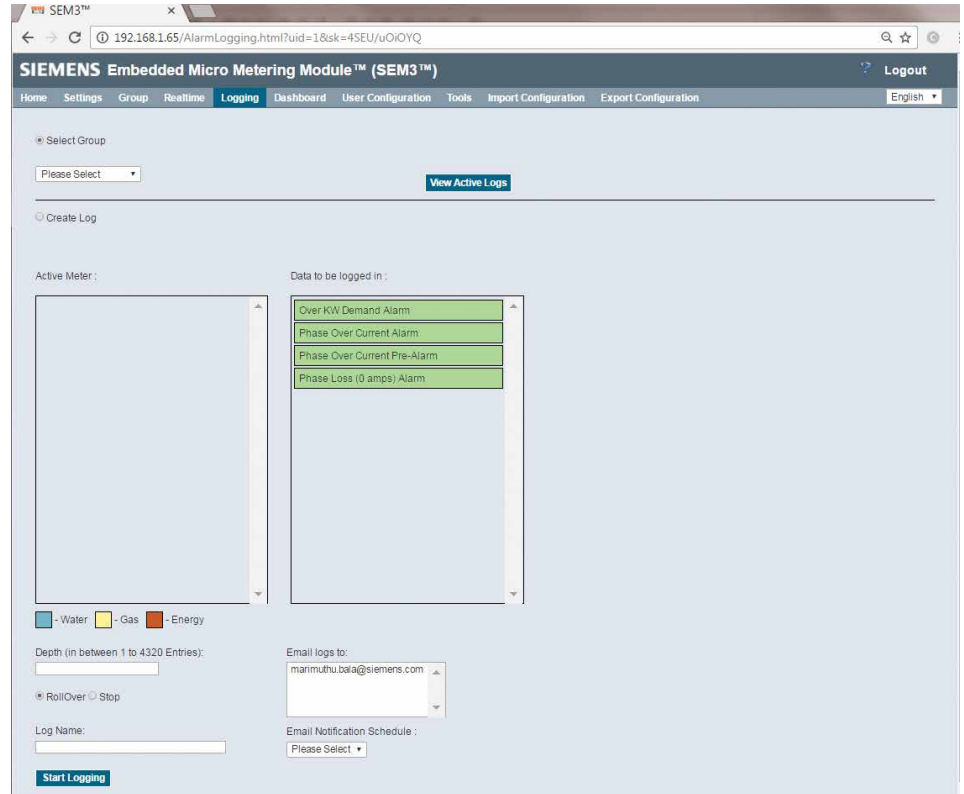 SEM3™
192.168.1.65/AlarmLogging.html?uid=1&sk=4SEU/uOiOYQ
SIEMENS Embedded Micro Metering Module™ (SEM3™)
? Logout
Home Settings Group Realtime Logging Dashboard User Configuration Tools Import Configuration Export Configuration English
Select Group
Please Select
View Active Logs
Create Log
Active Meter :
Data to be logged in :
Over KW Demand Alarm
Phase Over Current Alarm
Phase Over Current Pre-Alarm
Phase Loss (0 amps) Alarm
- Water - Gas - Energy
Depth (in between 1 to 4320 Entries):
Email logs to:
marimuthu.bala@siemens.com
RollOver Stop
Log Name:
Email Notification Schedule :
Please Select
Start Logging